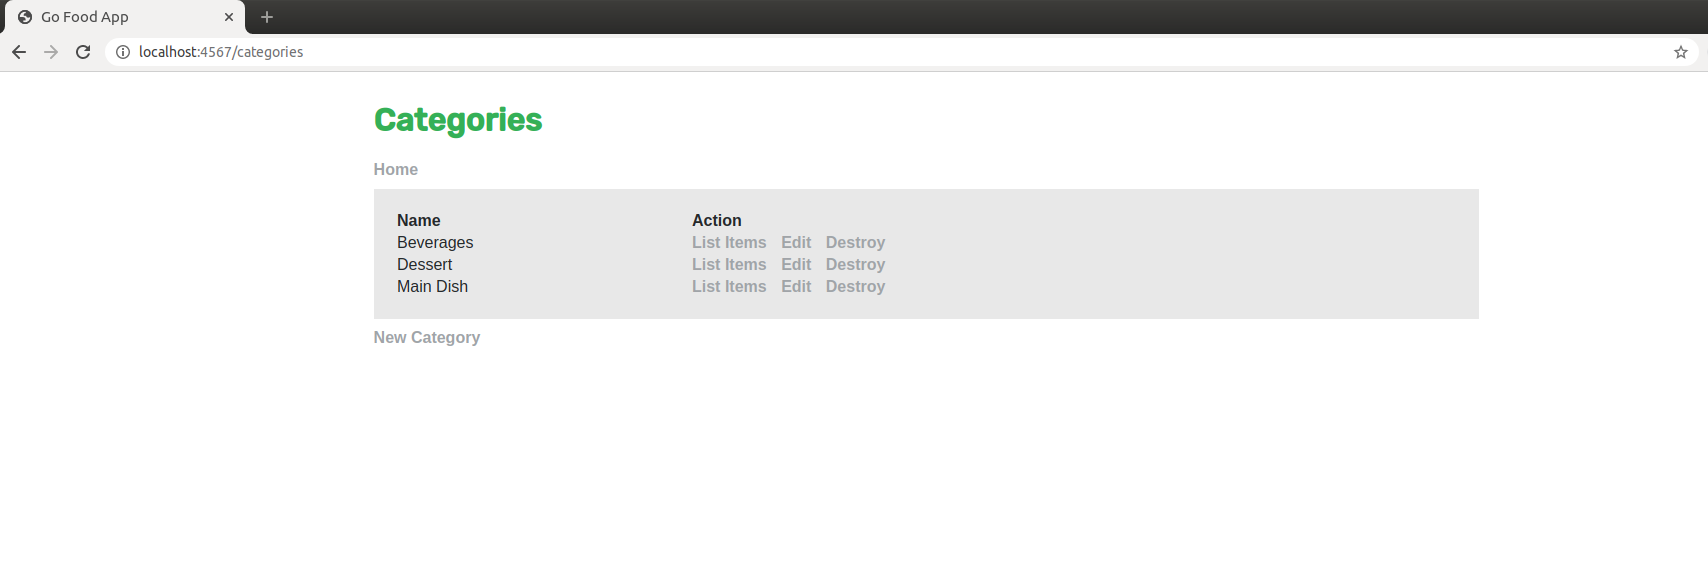 Go Food App
localhost:4567/categories
Categories
Home
Name Action
Beverages List Items Edit Destroy
Dessert List Items Edit Destroy
Main Dish List Items Edit Destroy
New Category